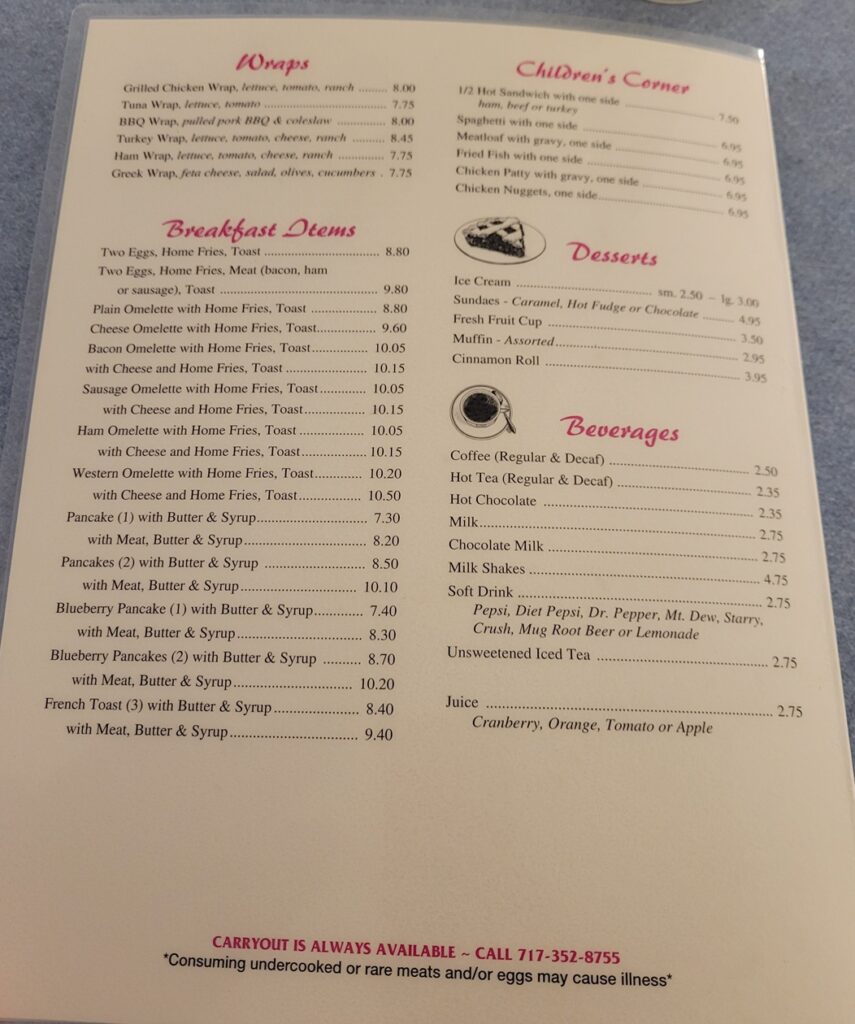 Wraps
Grilled Chicken Wrap, lettuce, tomato, ranch ......... 8.00
Tuna Wrap, lettuce, tomato ................................ 7.75
BBQ Wrap, pulled pork BBQ & coleslaw ............. 8.00
Turkey Wrap, lettuce, tomato, cheese, ranch .......... 8.45
Ham Wrap, lettuce, tomato, cheese, ranch .............. 7.75
Greek Wrap, feta cheese, salad, olives, cucumbers . 7.75
Breakfast Items
Two Eggs, Home Fries, Toast .............................. 8.80
Two Eggs, Home Fries, Meat (bacon, ham
or sausage), Toast .......................................... 9.80
Plain Omelette with Home Fries, Toast ................. 8.80
Cheese Omelette with Home Fries, Toast............... 9.60
Bacon Omelette with Home Fries, Toast............... 10.05
with Cheese and Home Fries, Toast ..................... 10.15
Sausage Omelette with Home Fries, Toast............ 10.05
with Cheese and Home Fries, Toast................. 10.15
Ham Omelette with Home Fries, Toast ................. 10.05
with Cheese and Home Fries, Toast................. 10.15
Western Omelette with Home Fries, Toast............. 10.20
with Cheese and Home Fries, Toast................. 10.50
Pancake (1) with Butter & Syrup............................ 7.30
with Meat, Butter & Syrup............................... 8.20
Pancakes (2) with Butter & Syrup .......................... 8.50
with Meat, Butter & Syrup............................... 10.10
Blueberry Pancake (1) with Butter & Syrup............ 7.40
with Meat, Butter & Syrup............................... 8.30
Blueberry Pancakes (2) with Butter & Syrup .......... 8.70
with Meat, Butter & Syrup............................... 10.20
French Toast (3) with Butter & Syrup..................... 8.40
with Meat, Butter & Syrup............................... 9.40
Children's Corner
1/2 Hot Sandwich with one side ........................ 7.50
ham, beef or turkey
Spaghetti with one side .................................... 6.95
Meatloaf with gravy, one side ........................... 6.95
Fried Fish with one side ................................... 6.95
Chicken Patty with gravy, one side .................... 6.95
Chicken Nuggets, one side................................ 6.95
Desserts
Ice Cream .................................. sm. 2.50 – lg. 3.00
Sundaes - Caramel, Hot Fudge or Chocolate ........ 4.95
Fresh Fruit Cup ................................................ 3.50
Muffin - Assorted.............................................. 2.95
Cinnamon Roll .................................................. 3.95
Beverages
Coffee (Regular & Decaf) .................................. 2.50
Hot Tea (Regular & Decaf) ................................ 2.35
Hot Chocolate .................................................. 2.35
Milk.................................................................. 2.75
Chocolate Milk .................................................. 2.75
Milk Shakes ...................................................... 4.75
Soft Drink ........................................................ 2.75
Pepsi, Diet Pepsi, Dr. Pepper, Mt. Dew, Starry,
Crush, Mug Root Beer or Lemonade
Unsweetened Iced Tea ...................................... 2.75
Juice ................................................................ 2.75
Cranberry, Orange, Tomato or Apple
CARRYOUT IS ALWAYS AVAILABLE ~ CALL 717-352-8755
*Consuming undercooked or rare meats and/or eggs may cause illness*